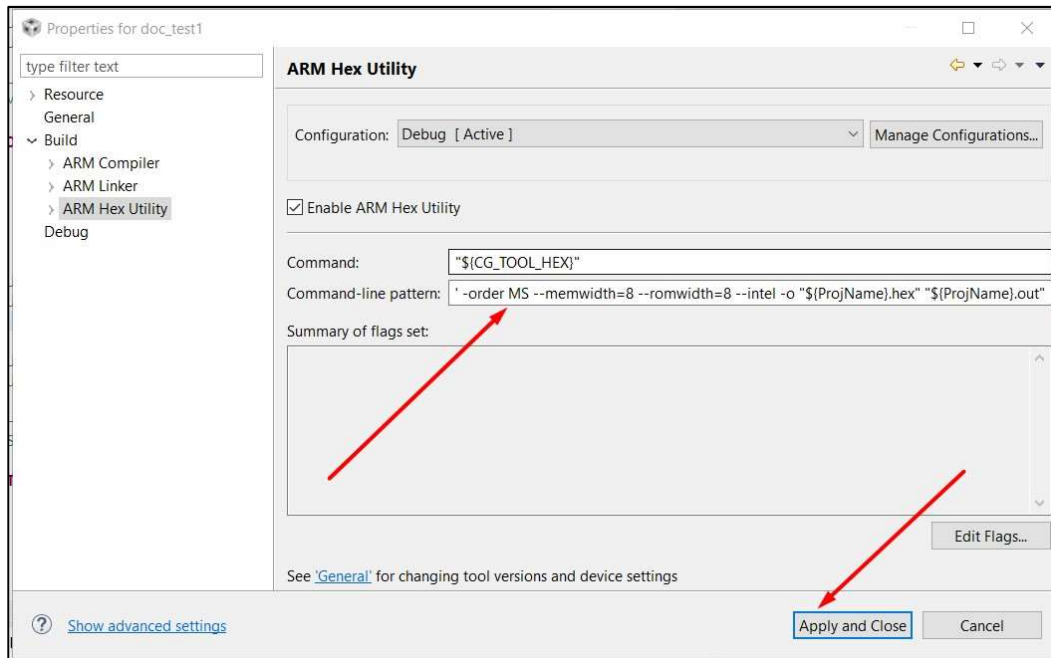 Properties for doc_test1
type filter text
Resource
General
Build
ARM Compiler
ARM Linker
ARM Hex Utility
Debug
ARM Hex Utility
Configuration: Debug [ Active ] Manage Configurations...
Enable ARM Hex Utility
Command: "${CG_TOOL_HEX}"
Command-line pattern: ' -order MS --memwidth=8 --romwidth=8 --intel -o "${ProjName}.hex" "${ProjName}.out"
Summary of flags set:
Edit Flags...
See 'General' for changing tool versions and device settings
Show advanced settings
Apply and Close Cancel